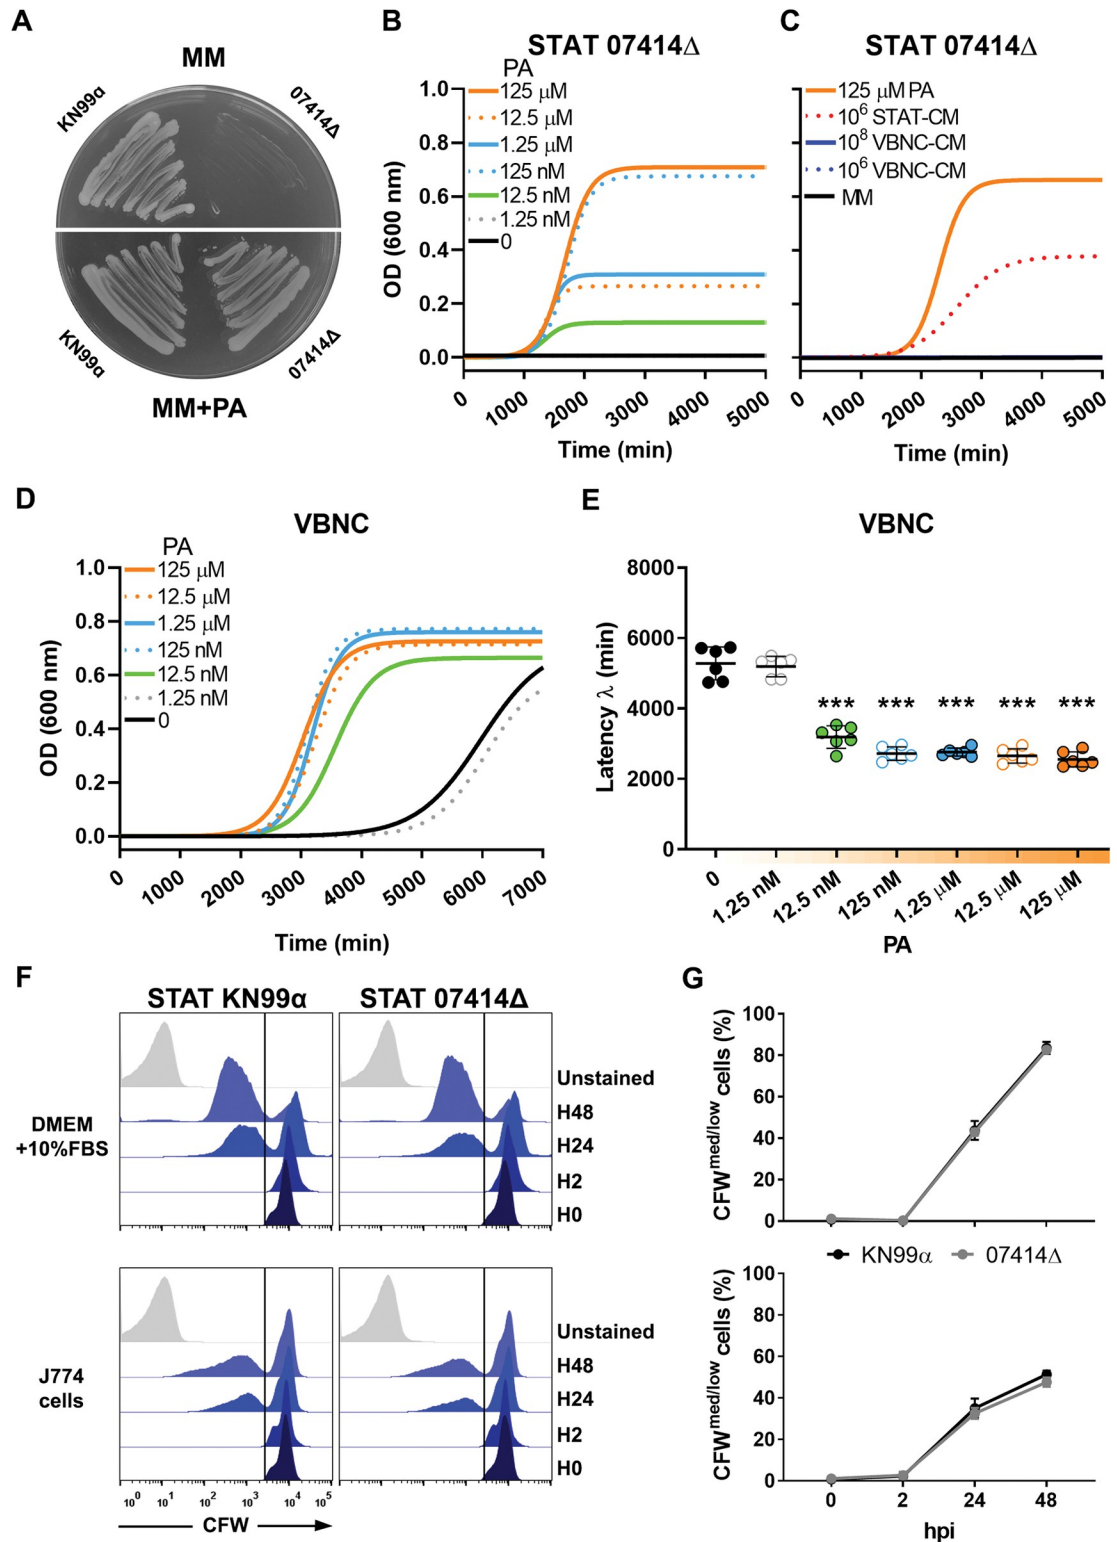 A
MM
KN99α
07414Δ
KN99α
07414Δ
MM+PA
B
STAT 07414Δ
PA
125 μM
12.5 μM
1.25 μM
125 nM
12.5 nM
1.25 nM
0
1.0
0.8
0.6
0.4
0.2
0.0
OD (600 nm)
0
1000
2000
3000
4000
5000
Time (min)
C
STAT 07414Δ
125 μM PA
10⁶ STAT-CM
10⁸ VBNC-CM
10⁶ VBNC-CM
MM
0
1000
2000
3000
4000
5000
Time (min)
D
VBNC
PA
125 μM
12.5 μM
1.25 μM
125 nM
12.5 nM
1.25 nM
0
1.0
0.8
0.6
0.4
0.2
0.0
OD (600 nm)
0
1000
2000
3000
4000
5000
6000
7000
Time (min)
E
VBNC
8000
6000
4000
2000
0
Latency λ (min)
*** *** *** *** ***
0
1.25 nM
12.5 nM
125 nM
1.25 μM
12.5 μM
125 μM
PA
F
STAT KN99α
STAT 07414Δ
DMEM
+10%FBS
Unstained
H48
H24
H2
H0
J774
cells
Unstained
H48
H24
H2
H0
10⁰ 10¹ 10² 10³ 10⁴ 10⁵
CFW
G
100
80
60
40
20
0
CFWmed/low cells (%)
KN99α 07414Δ
100
80
60
40
20
0
CFWmed/low cells (%)
0 2 24 48
hpi